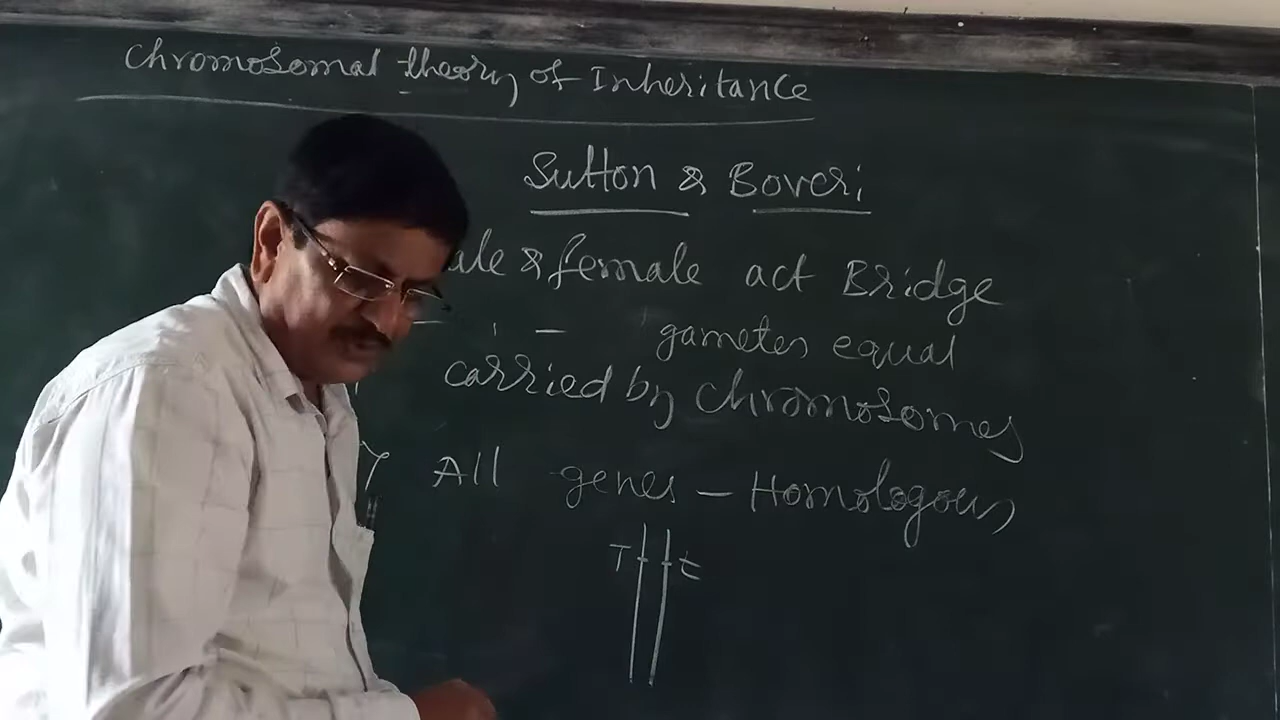 Chromosomal theory of Inheritance
Sutton & Boveri
ale & female act Bridge
gametes equal
carried by chromosomes
All genes - Homologous
T t